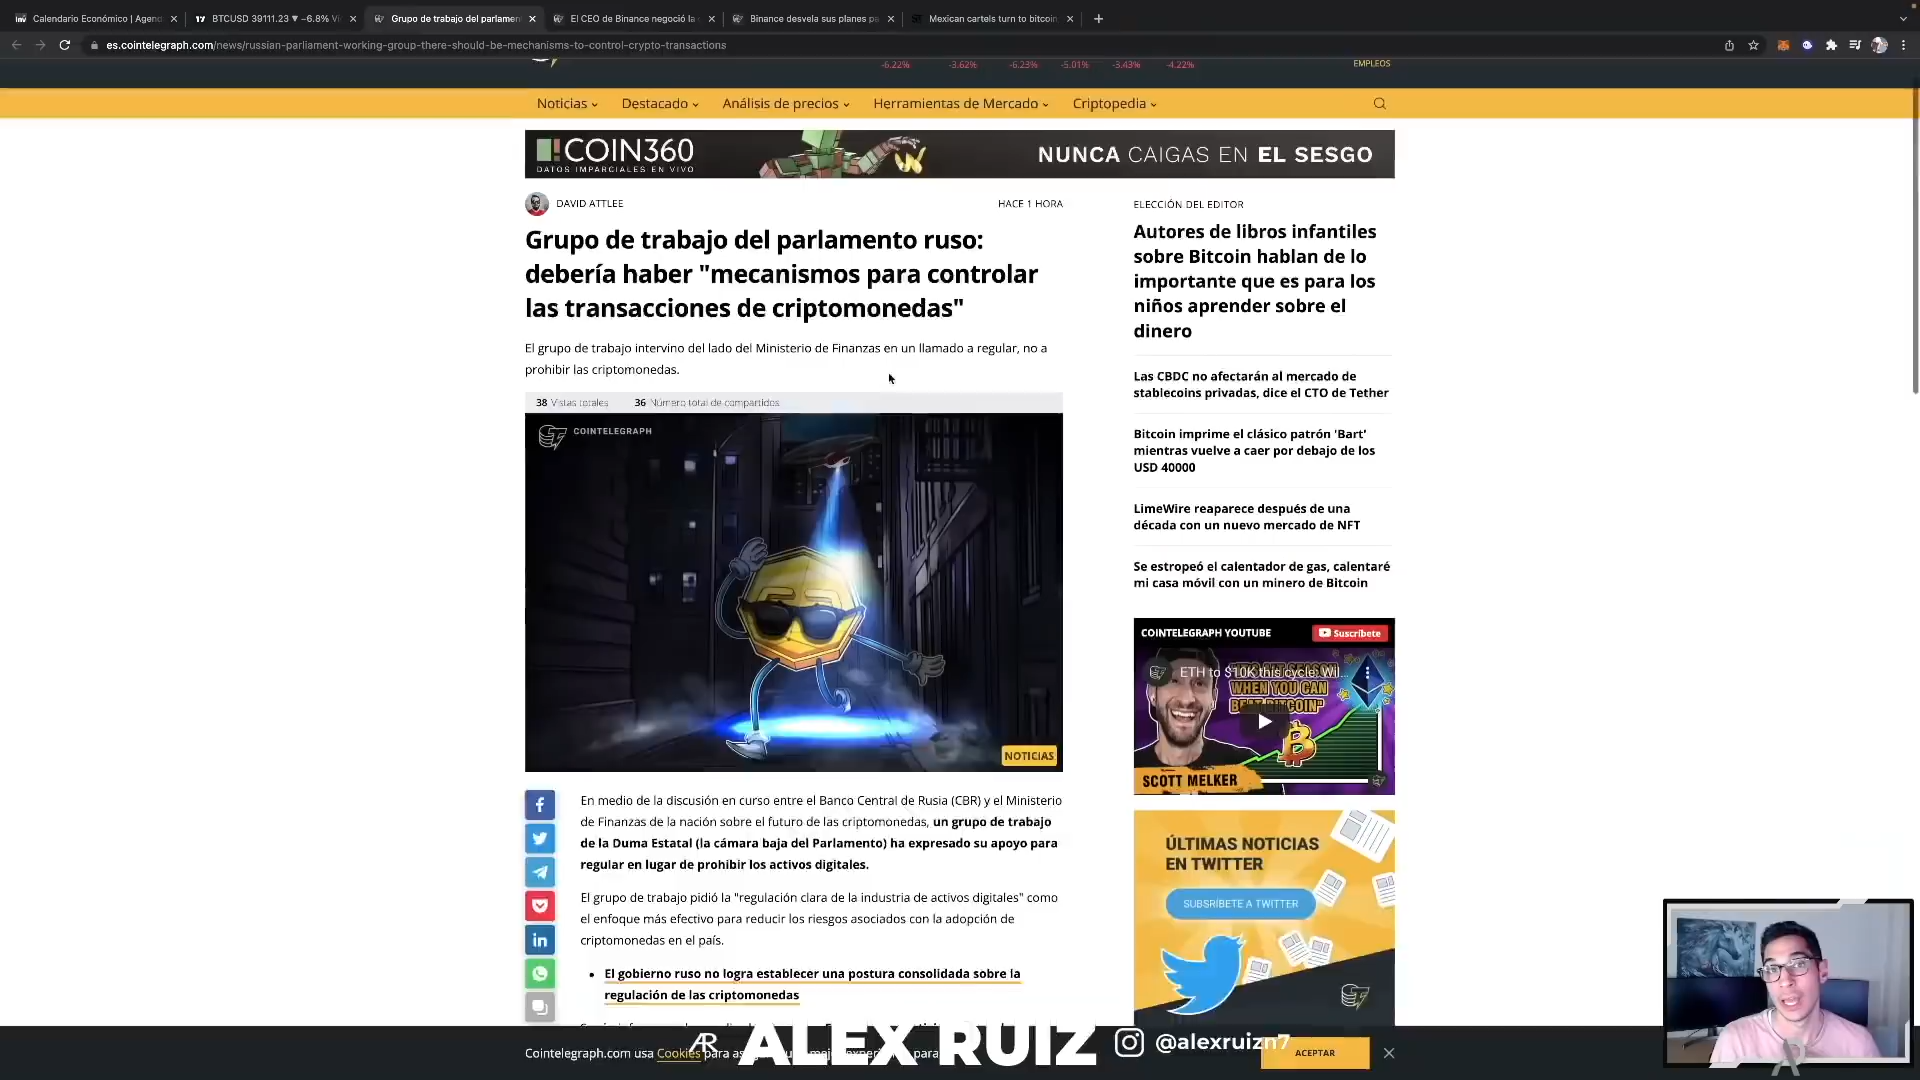 Calendario Económico | Agen
BTCUSD 39111.23 ▼ −6.8% Vi
Grupo de trabajo del parlamen
El CEO de Binance negoció la
Binance desvela sus planes pa
Mexican cartels turn to bitcoin
es.cointelegraph.com/news/russian-parliament-working-group-there-should-be-mechanisms-to-control-crypto-transactions
-6.22% -3.62% -6.23% -5.01% -3.43% -4.22%
EMPLEOS
Noticias Destacado Análisis de precios Herramientas de Mercado Criptopedia
COIN360
DATOS IMPARCIALES EN VIVO
NUNCA CAIGAS EN EL SESGO
DAVID ATTLEE
HACE 1 HORA
Grupo de trabajo del parlamento ruso:
debería haber "mecanismos para controlar
las transacciones de criptomonedas"
El grupo de trabajo intervino del lado del Ministerio de Finanzas en un llamado a regular, no a
prohibir las criptomonedas.
38 Vistas totales 36 Número total de compartidos
COINTELEGRAPH
NOTICIAS
En medio de la discusión en curso entre el Banco Central de Rusia (CBR) y el Ministerio
de Finanzas de la nación sobre el futuro de las criptomonedas, un grupo de trabajo
de la Duma Estatal (la cámara baja del Parlamento) ha expresado su apoyo para
regular en lugar de prohibir los activos digitales.
El grupo de trabajo pidió la "regulación clara de la industria de activos digitales" como
el enfoque más efectivo para reducir los riesgos asociados con la adopción de
criptomonedas en el país.
• El gobierno ruso no logra establecer una postura consolidada sobre la
regulación de las criptomonedas
ELECCIÓN DEL EDITOR
Autores de libros infantiles
sobre Bitcoin hablan de lo
importante que es para los
niños aprender sobre el
dinero
Las CBDC no afectarán al mercado de
stablecoins privadas, dice el CTO de Tether
Bitcoin imprime el clásico patrón 'Bart'
mientras vuelve a caer por debajo de los
USD 40000
LimeWire reaparece después de una
década con un nuevo mercado de NFT
Se estropeó el calentador de gas, calentaré
mi casa móvil con un minero de Bitcoin
COINTELEGRAPH YOUTUBE
Suscríbete
ETH to $10K this cycle. Wil...
WHEN YOU CAN
BITCOIN"
SCOTT MELKER
ÚLTIMAS NOTICIAS
EN TWITTER
SUBSRÍBETE A TWITTER
Cointelegraph.com usa Cookies para
ACEPTAR
AR ALEX RUIZ @alexruizn7